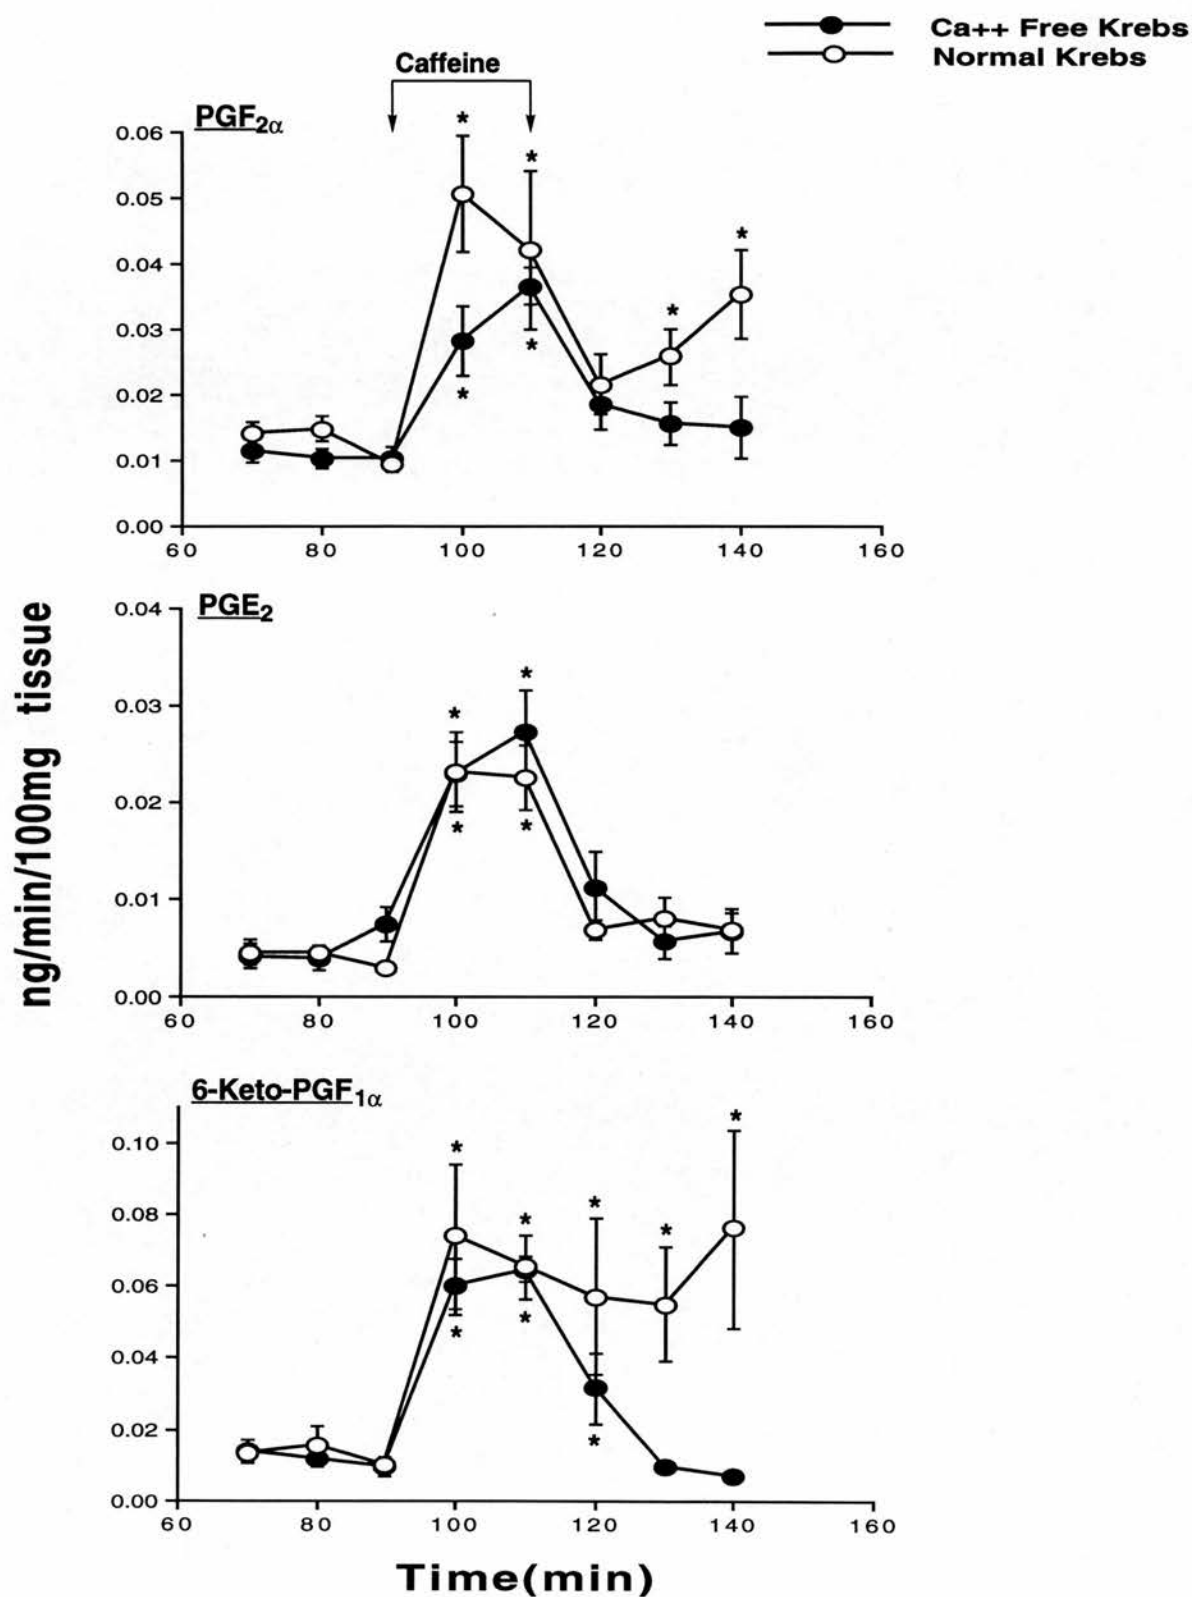 Ca++ Free Krebs
Normal Krebs
Caffeine
PGF2α
0.06
0.05
0.04
0.03
0.02
0.01
0.00
* * * * * *
60 80 100 120 140 160
PGE2
0.04
0.03
0.02
0.01
0.00
* * * *
60 80 100 120 140 160
ng/min/100mg tissue
6-Keto-PGF1α
0.10
0.08
0.06
0.04
0.02
0.00
* * * * * * * *
60 80 100 120 140 160
Time(min)